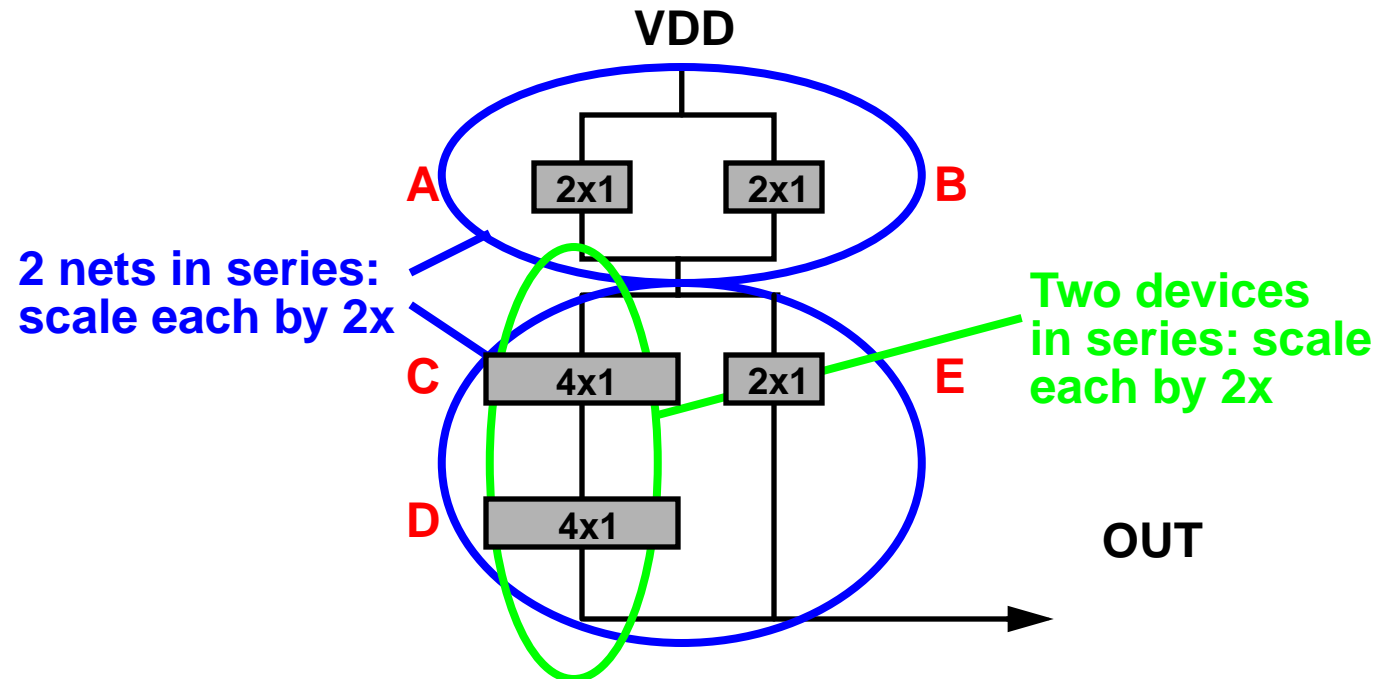 VDD
A
2x1
2x1
B
2 nets in series:
scale each by 2x
Two devices
in series: scale
each by 2x
C
4x1
2x1
E
D
4x1
OUT